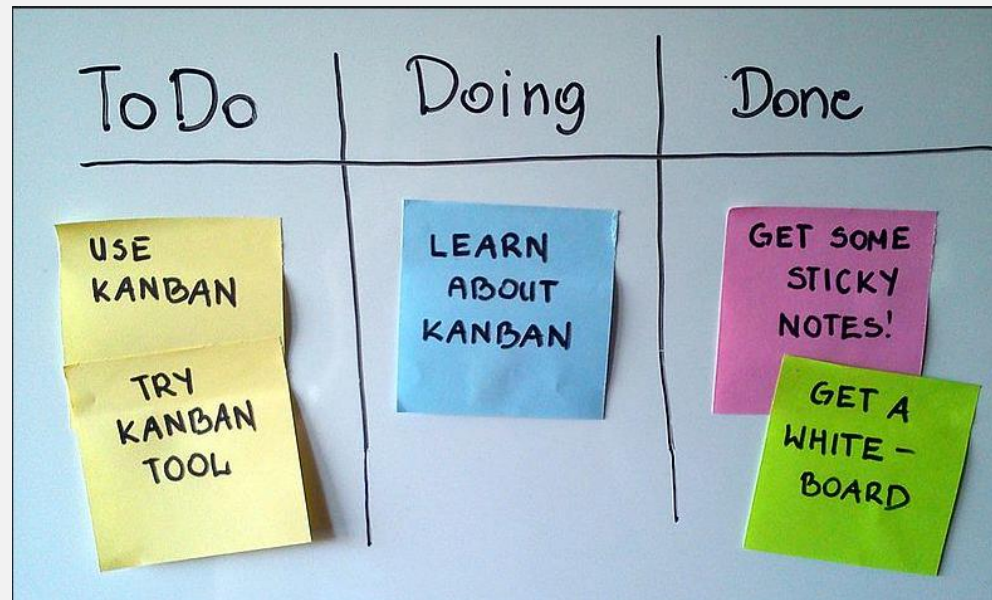 To Do
Doing
Done
USE
KANBAN
TRY
KANBAN
TOOL
LEARN
ABOUT
KANBAN
GET SOME
STICKY
NOTES!
GET A
WHITE -
BOARD